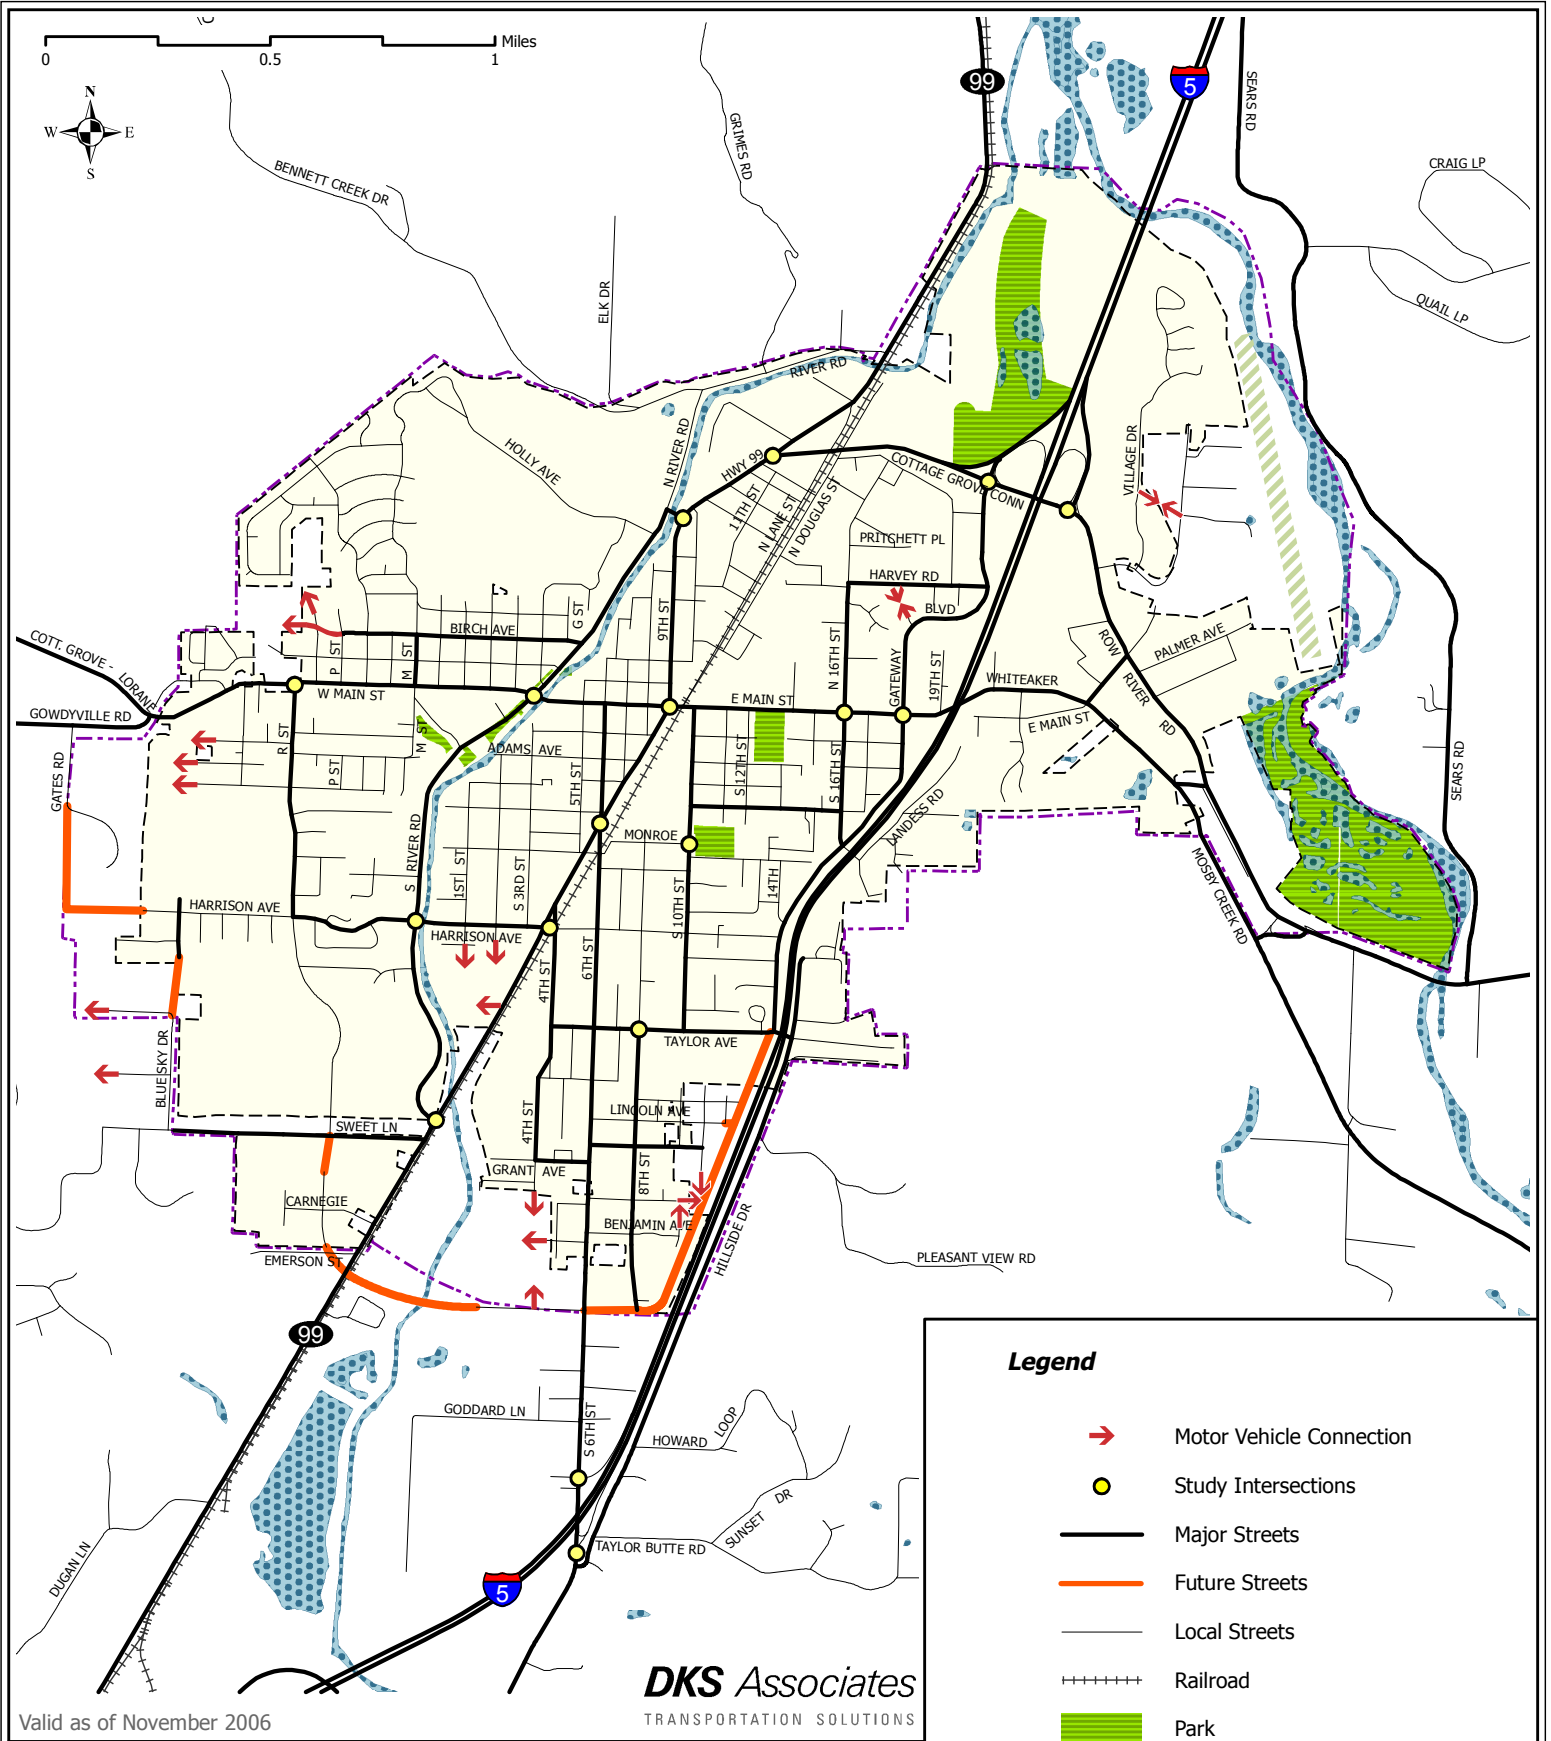 Miles
0
0.5
1
N
W
E
S
99
5
SEARS RD
GRIMES RD
BENNETT CREEK DR
CRAIG LP
QUAIL LP
ELK DR
RIVER RD
N RIVER RD
HOLLY AVE
HWY 99
COTTAGE GROVE CONN
VILLAGE DR
11TH ST
N LANE ST
N DOUGLAS ST
PRITCHETT PL
HARVEY RD
BLVD
G ST
9TH ST
BIRCH AVE
P ST
M ST
N 16TH ST
GATEWAY
19TH ST
ROW
RIVER
RD
PALMER AVE
COTT. GROVE -
LORANE
GOWDYVILLE RD
W MAIN ST
E MAIN ST
WHITEAKER
E MAIN ST
R ST
M ST
ADAMS AVE
P ST
GATES RD
5TH ST
S 12TH ST
S 16TH ST
SEARS RD
LANDESS RD
S RIVER RD
MONROE
1ST ST
S 3RD ST
14TH
MOSBY CREEK RD
HARRISON AVE
HARRISON AVE
S 10TH ST
6TH ST
4TH ST
TAYLOR AVE
BLUE SKY DR
LINCOLN AVE
SWEET LN
4TH ST
GRANT AVE
8TH ST
CARNEGIE
BENJAMIN AVE
HILLSIDE DR
EMERSON ST
PLEASANT VIEW RD
99
GODDARD LN
S 6TH ST
HOWARD
LOOP
SUNSET
DR
TAYLOR BUTTE RD
DUGAN LN
5
Legend
Motor Vehicle Connection
Study Intersections
Major Streets
Future Streets
Local Streets
Railroad
Park
DKS Associates
TRANSPORTATION SOLUTIONS
Valid as of November 2006